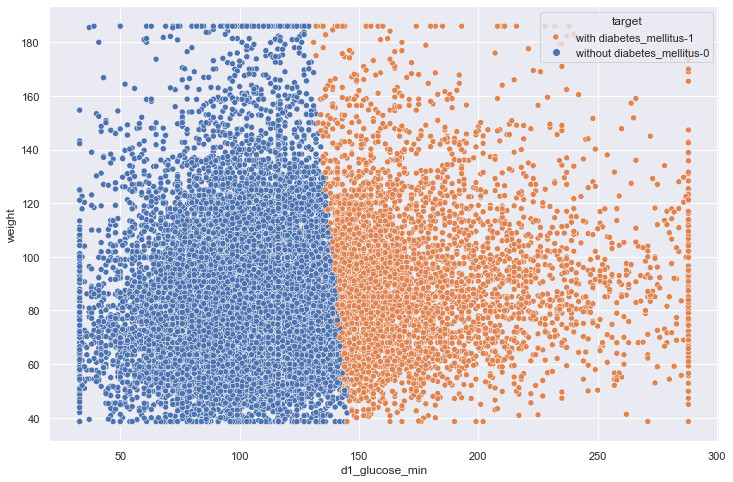 target
with diabetes_mellitus-1
without diabetes_mellitus-0
weight
180
160
140
120
100
80
60
40
50
100
150
200
250
300
d1_glucose_min